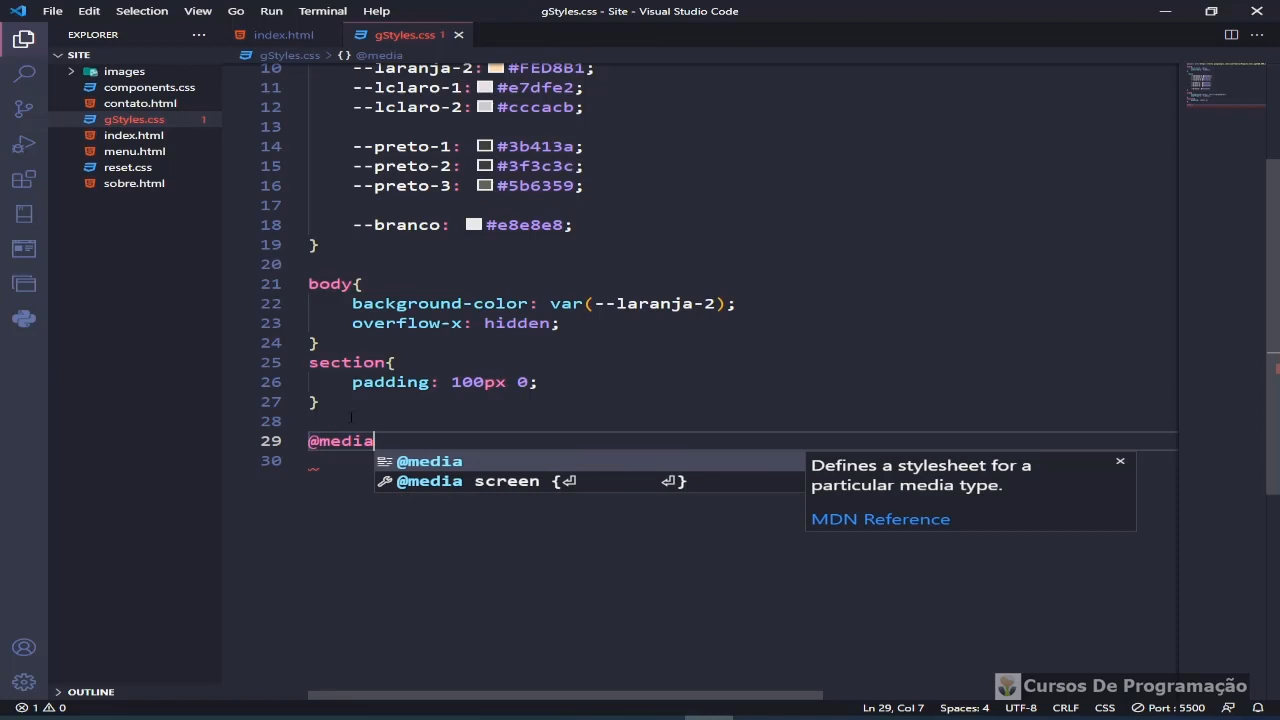 File Edit Selection View Go Run Terminal Help gStyles.css - Site - Visual Studio Code
EXPLORER
SITE
images
components.css
contato.html
gStyles.css 1
index.html
menu.html
reset.css
sobre.html
OUTLINE
index.html gStyles.css 1
gStyles.css {} @media
10 --laranja-2: #FED8B1;
11 --lclaro-1: #e7dfe2;
12 --lclaro-2: #cccacb;
13
14 --preto-1: #3b413a;
15 --preto-2: #3f3c3c;
16 --preto-3: #5b6359;
17
18 --branco: #e8e8e8;
19 }
20
21 body{
22 background-color: var(--laranja-2);
23 overflow-x: hidden;
24 }
25 section{
26 padding: 100px 0;
27 }
28
29 @media
30
@media
@media screen {⏎ ⏎}
Defines a stylesheet for a
particular media type.
MDN Reference
Cursos De Programação
1 0 Ln 29, Col 7 Spaces: 4 UTF-8 CRLF CSS Port : 5500